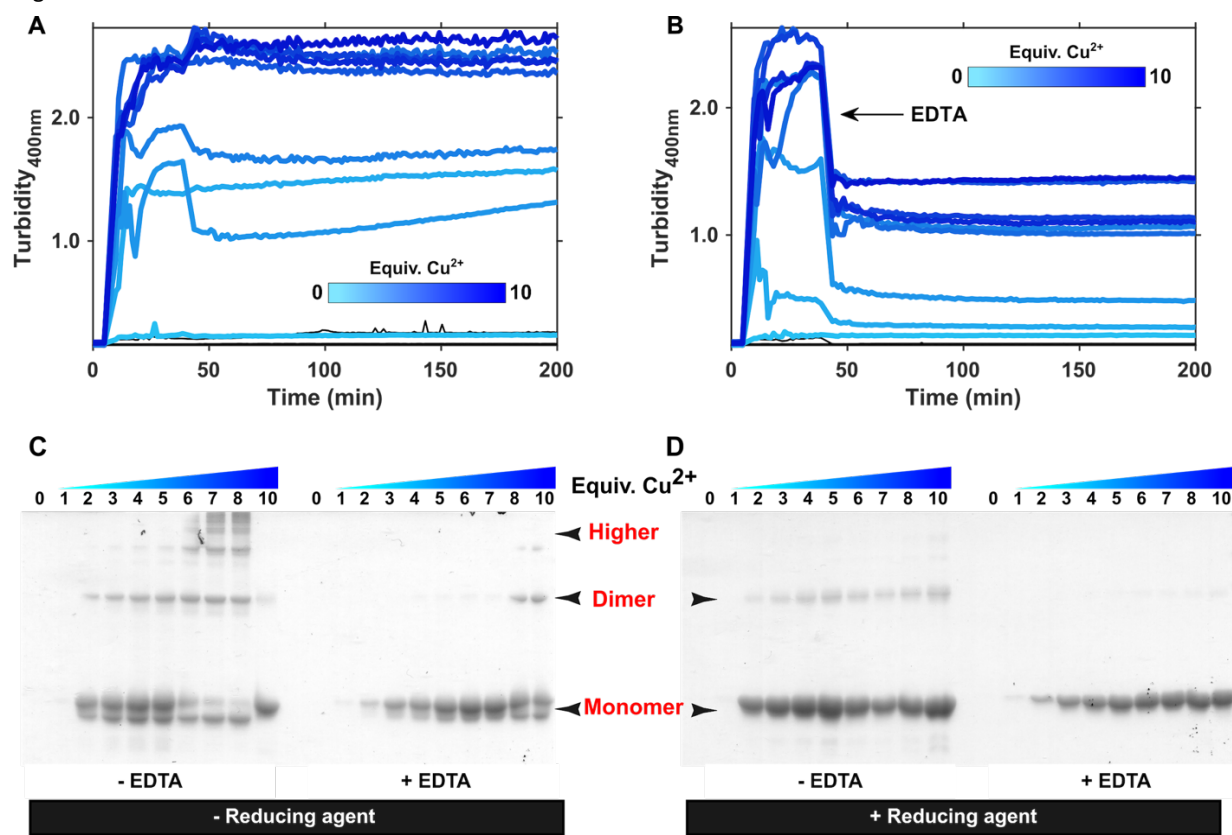 A
B
Equiv. Cu2+
0 10
Equiv. Cu2+
0 10
EDTA
2.0
1.0
Turbidity400nm
0 50 100 150 200
Time (min)
2.0
1.0
Turbidity400nm
0 50 100 150 200
Time (min)
C
D
0 1 2 3 4 5 6 7 8 10
0 1 2 3 4 5 6 7 8 10
Equiv. Cu2+
0 1 2 3 4 5 6 7 8 10
0 1 2 3 4 5 6 7 8 10
Higher
Dimer
Monomer
- EDTA
+ EDTA
- EDTA
+ EDTA
- Reducing agent
+ Reducing agent